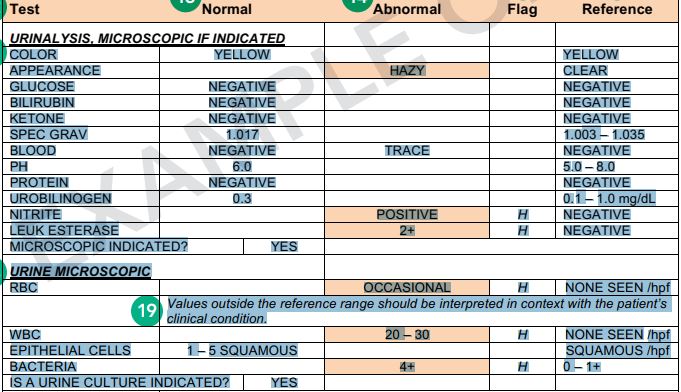 13 14
Test Normal Abnormal Flag Reference
URINALYSIS, MICROSCOPIC IF INDICATED
COLOR YELLOW YELLOW
APPEARANCE HAZY CLEAR
GLUCOSE NEGATIVE NEGATIVE
BILIRUBIN NEGATIVE NEGATIVE
KETONE NEGATIVE NEGATIVE
SPEC GRAV 1.017 1.003 – 1.035
BLOOD NEGATIVE TRACE NEGATIVE
PH 6.0 5.0 – 8.0
PROTEIN NEGATIVE NEGATIVE
UROBILINOGEN 0.3 0.1 – 1.0 mg/dL
NITRITE POSITIVE H NEGATIVE
LEUK ESTERASE 2+ H NEGATIVE
MICROSCOPIC INDICATED? YES
URINE MICROSCOPIC
RBC OCCASIONAL H NONE SEEN /hpf
19 Values outside the reference range should be interpreted in context with the patient's
clinical condition.
WBC 20 – 30 H NONE SEEN /hpf
EPITHELIAL CELLS 1 – 5 SQUAMOUS SQUAMOUS /hpf
BACTERIA 4+ H 0 – 1+
IS A URINE CULTURE INDICATED? YES
EXAMPLE